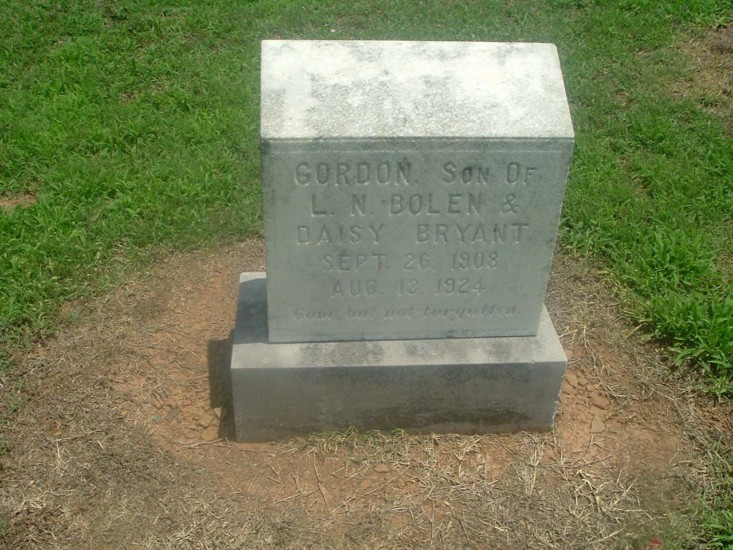 GORDON. SON OF
L. N. BOLEN &
DAISY BRYANT
SEPT. 26, 1908
AUG. 13, 1924
Gone but not forgotten.